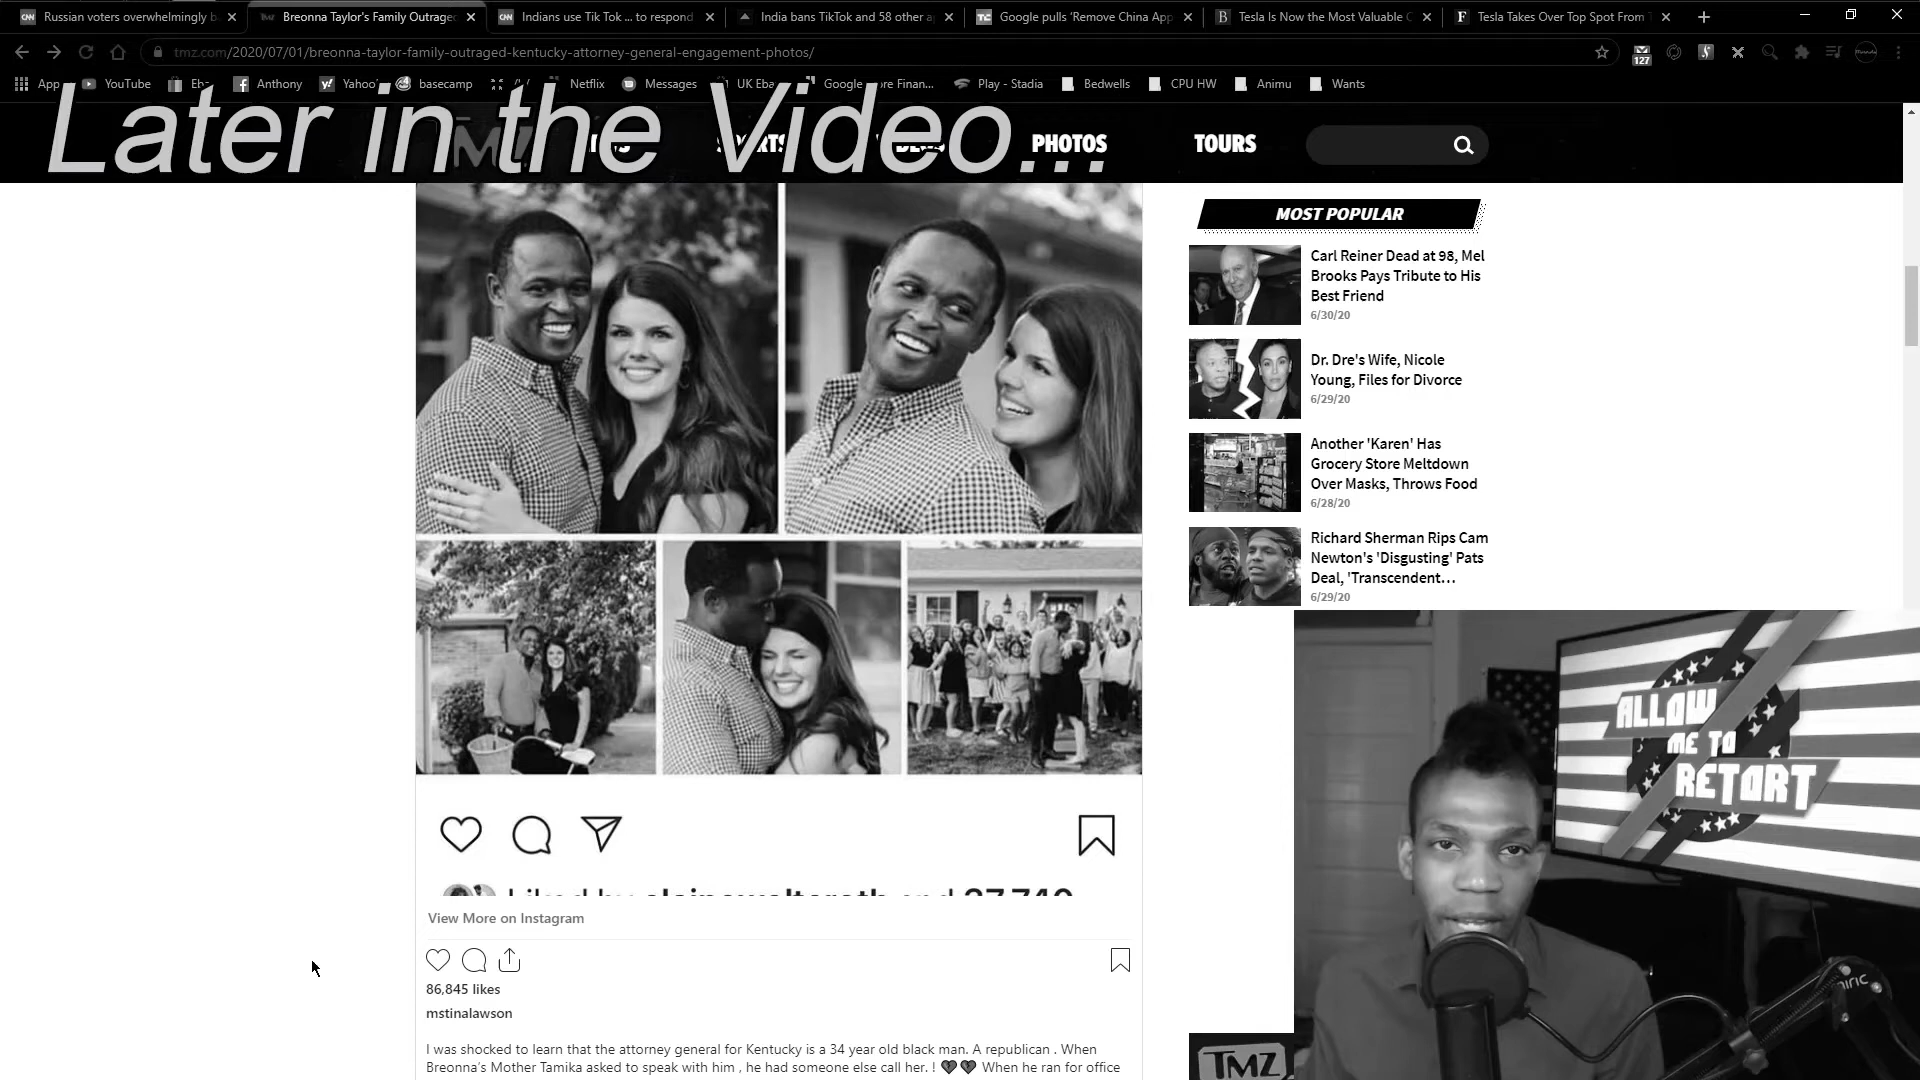 Russian voters overwhelmingly b
Breonna Taylor's Family Outraged
Indians use Tik Tok ... to respond
India bans TikTok and 58 other a
Google pulls 'Remove China App
Tesla Is Now the Most Valuable C
Tesla Takes Over Top Spot From T
tmz.com/2020/07/01/breonna-taylor-family-outraged-kentucky-attorney-general-engagement-photos/
127
App
YouTube
Eb
Anthony
Yahoo
basecamp
Netflix
Messages
UK Eba
Google
Finan...
Play - Stadia
Bedwells
CPU HW
Animu
Wants
Later in the Video...
SPORTS
PHOTOS
TOURS
MOST POPULAR
Carl Reiner Dead at 98, Mel
Brooks Pays Tribute to His
Best Friend
6/30/20
Dr. Dre's Wife, Nicole
Young, Files for Divorce
6/29/20
Another 'Karen' Has
Grocery Store Meltdown
Over Masks, Throws Food
6/28/20
Richard Sherman Rips Cam
Newton's 'Disgusting' Pats
Deal, 'Transcendent...
6/29/20
ALLOW
ME TO
RETORT
View More on Instagram
86,845 likes
mstinalawson
I was shocked to learn that the attorney general for Kentucky is a 34 year old black man. A republican . When
Breonna's Mother Tamika asked to speak with him , he had someone else call her. ! 💔💔 When he ran for office
TMZ